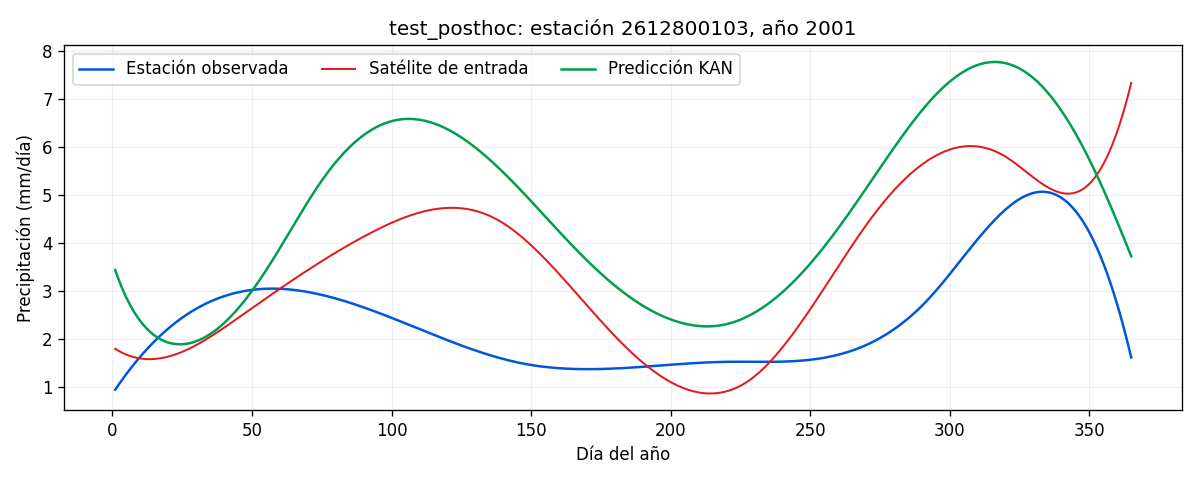 test_posthoc: estación 2612800103, año 2001
Estación observada
Satélite de entrada
Predicción KAN
Precipitación (mm/día)
8
7
6
5
4
3
2
1
0
50
100
150
200
250
300
350
Día del año